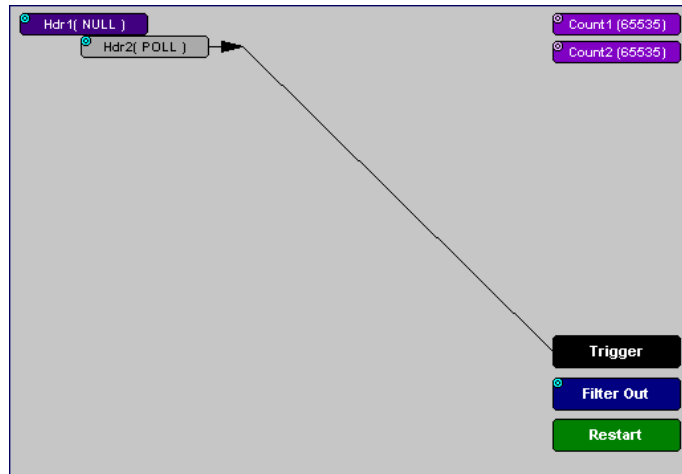 Hdr1( NULL )
Count1 (65535)
Hdr2( POLL )
Count2 (65535)
Trigger
Filter Out
Restart